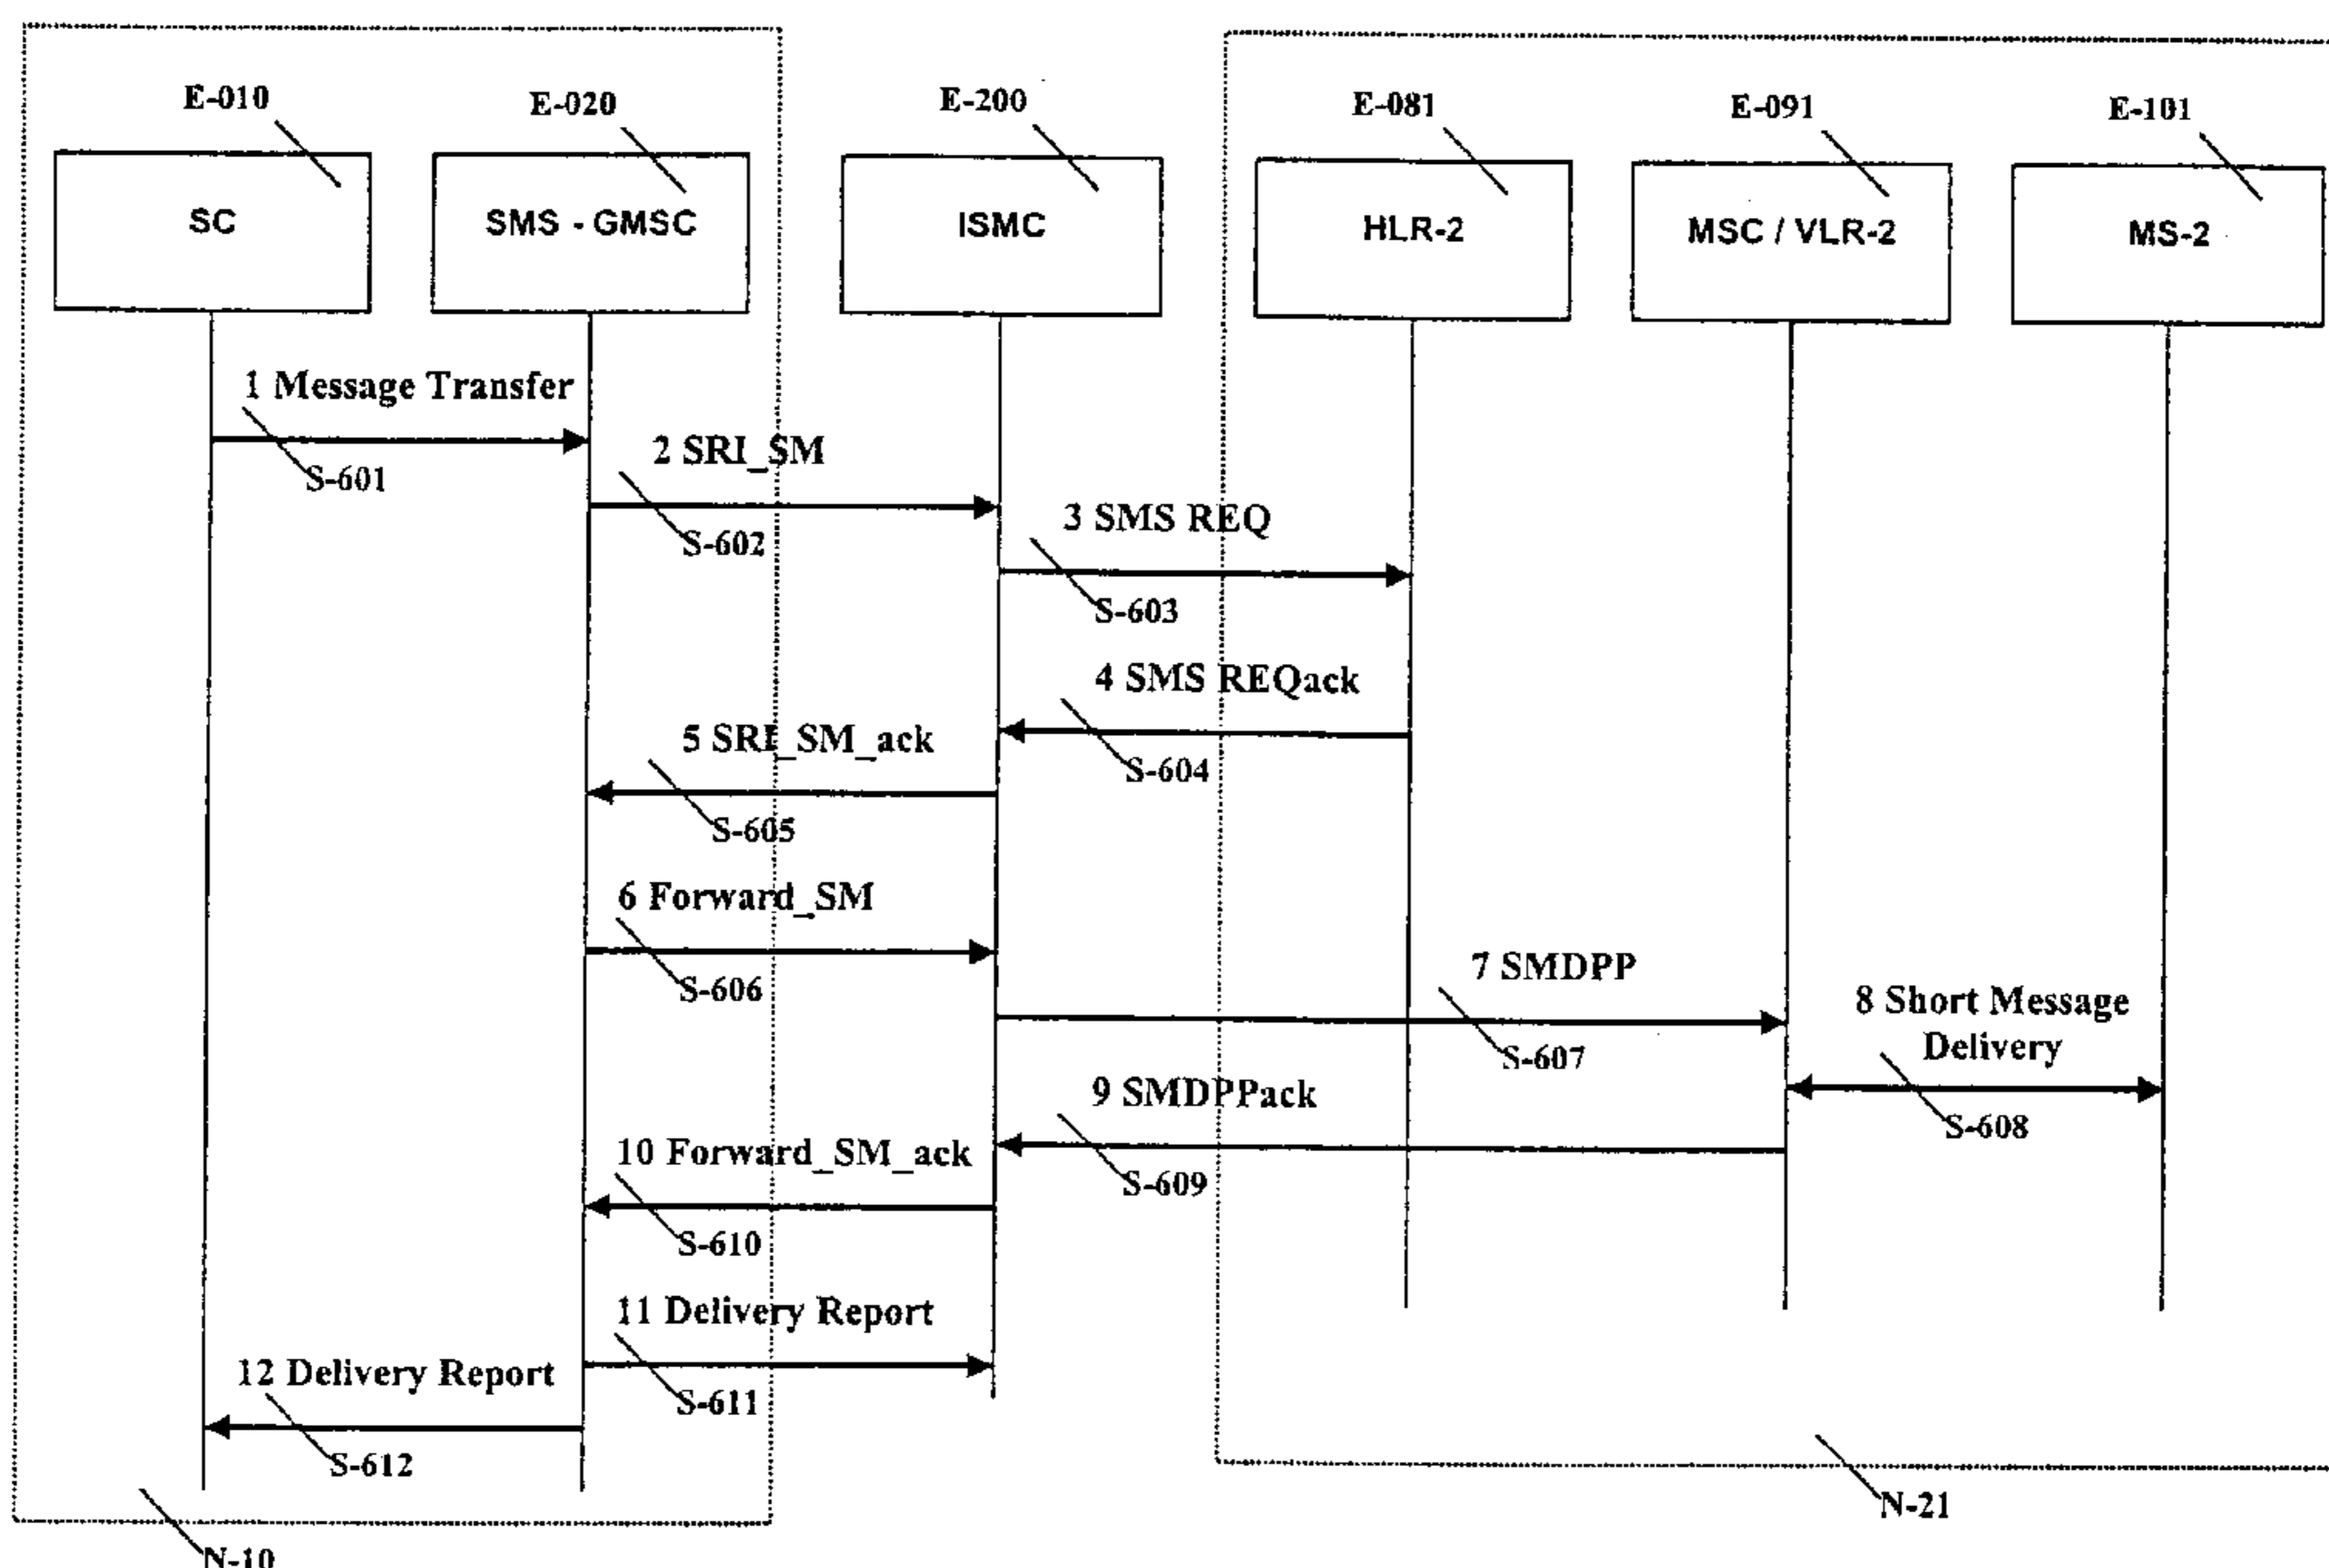 E-010
E-020
E-200
E-081
E-091
E-101
SC
SMS - GMSC
ISMC
HLR-2
MSC / VLR-2
MS-2
1 Message Transfer
S-601
2 SRI_SM
S-602
3 SMS REQ
S-603
4 SMS REQack
S-604
5 SRI_SM_ack
S-605
6 Forward_SM
S-606
7 SMDPP
S-607
8 Short Message
Delivery
S-608
9 SMDPPack
S-609
10 Forward_SM_ack
S-610
11 Delivery Report
S-611
12 Delivery Report
S-612
N-21
N-10